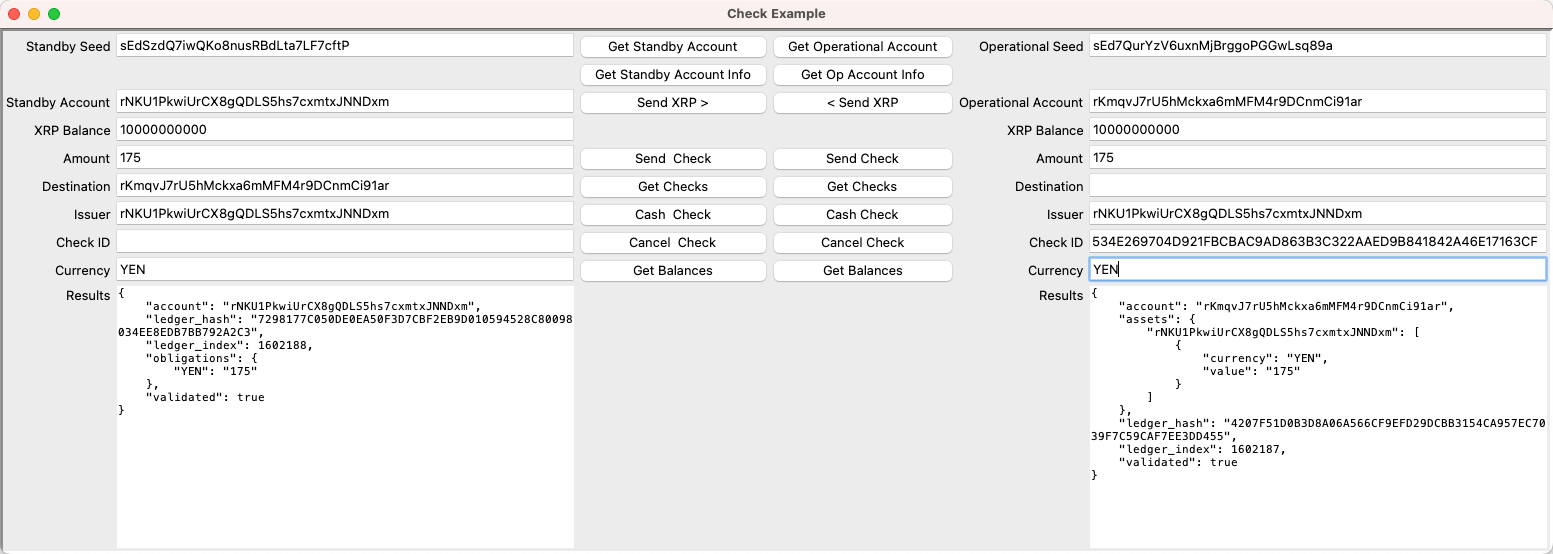 Check Example
Standby Seed sEdSzdQ7iwQKo8nusRBdLta7LF7cftP Get Standby Account Get Operational Account Operational Seed sEd7QurYzV6uxnMjBrggoPGGwLsq89a
Get Standby Account Info Get Op Account Info
Standby Account rNKU1PkwiUrCX8gQDLS5hs7cxmtxJNNDxm Send XRP > < Send XRP Operational Account rKmqvJ7rU5hMckxa6mMFM4r9DCnmCi91ar
XRP Balance 10000000000 XRP Balance 10000000000
Amount 175 Send  Check Send Check Amount 175
Destination rKmqvJ7rU5hMckxa6mMFM4r9DCnmCi91ar Get Checks Get Checks Destination
Issuer rNKU1PkwiUrCX8gQDLS5hs7cxmtxJNNDxm Cash  Check Cash Check Issuer rNKU1PkwiUrCX8gQDLS5hs7cxmtxJNNDxm
Check ID Cancel  Check Cancel Check Check ID 534E269704D921FBCBAC9AD863B3C322AAED9B841842A46E17163CF
Currency YEN Get Balances Get Balances Currency YEN
Results
{
    "account": "rNKU1PkwiUrCX8gQDLS5hs7cxmtxJNNDxm",
    "ledger_hash": "7298177C050DE0EA50F3D7CBF2EB9D010594528C80098
034EE8EDB7BB792A2C3",
    "ledger_index": 1602188,
    "obligations": {
        "YEN": "175"
    },
    "validated": true
}
Results
{
    "account": "rKmqvJ7rU5hMckxa6mMFM4r9DCnmCi91ar",
    "assets": {
        "rNKU1PkwiUrCX8gQDLS5hs7cxmtxJNNDxm": [
            {
                "currency": "YEN",
                "value": "175"
            }
        ]
    },
    "ledger_hash": "4207F51D0B3D8A06A566CF9EFD29DCBB3154CA957EC70
39F7C59CAF7EE3DD455",
    "ledger_index": 1602187,
    "validated": true
}